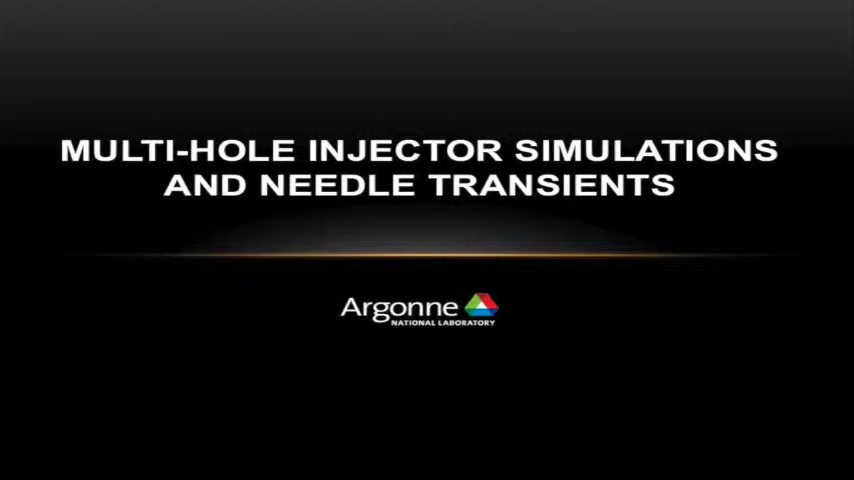 MULTI-HOLE INJECTOR SIMULATIONS
AND NEEDLE TRANSIENTS
Argonne
NATIONAL LABORATORY